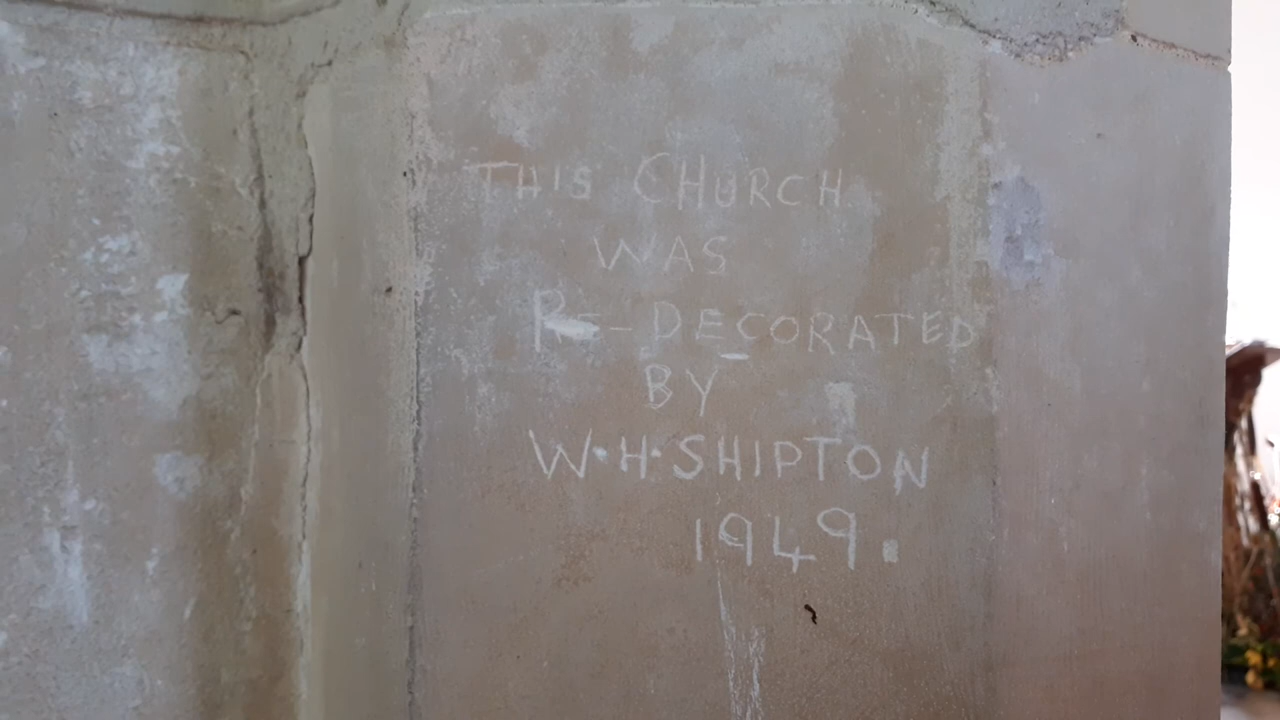 THIS CHURCH
WAS
RE-DECORATED
BY
W·H·SHIPTON
1949.